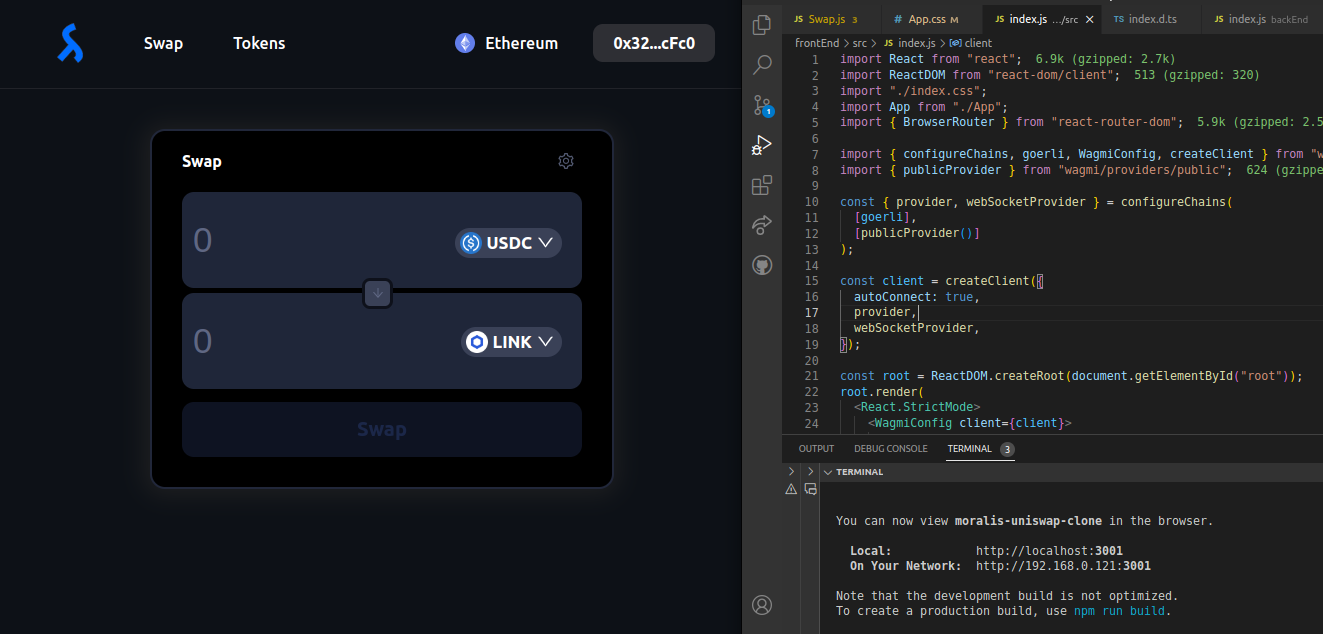 Swap Tokens Ethereum 0x32...cFc0
Swap
0 USDC
0 LINK
Swap
JS Swap.js 3 # App.css M JS index.js .../src × TS index.d.ts JS index.js backEnd
frontEnd > src > JS index.js > client
1 import React from "react"; 6.9k (gzipped: 2.7k)
2 import ReactDOM from "react-dom/client"; 513 (gzipped: 320)
3 import "./index.css";
4 import App from "./App";
5 import { BrowserRouter } from "react-router-dom"; 5.9k (gzipped: 2.5
6
7 import { configureChains, goerli, WagmiConfig, createClient } from "w
8 import { publicProvider } from "wagmi/providers/public"; 624 (gzippe
9
10 const { provider, webSocketProvider } = configureChains(
11 [goerli],
12 [publicProvider()]
13 );
14
15 const client = createClient({
16 autoConnect: true,
17 provider,
18 webSocketProvider,
19 });
20
21 const root = ReactDOM.createRoot(document.getElementById("root"));
22 root.render(
23 <React.StrictMode>
24 <WagmiConfig client={client}>
1
OUTPUT DEBUG CONSOLE TERMINAL 3
TERMINAL
You can now view moralis-uniswap-clone in the browser.
Local: http://localhost:3001
On Your Network: http://192.168.0.121:3001
Note that the development build is not optimized.
To create a production build, use npm run build.